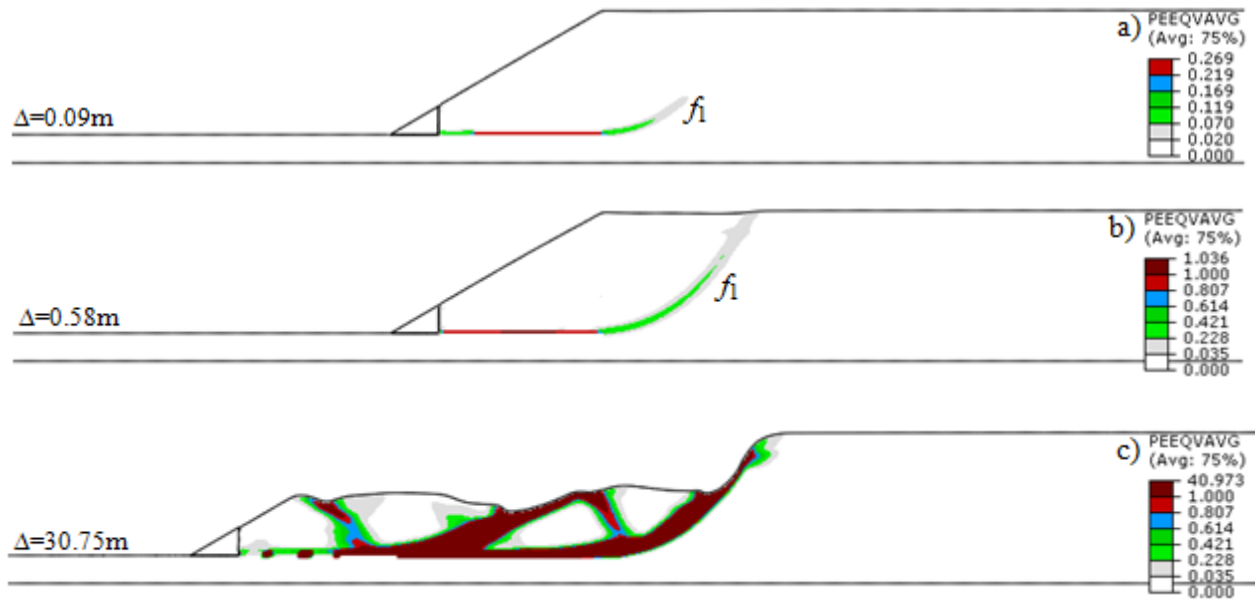 a)
PEEQVAVG
(Avg: 75%)
0.269
0.219
0.169
0.119
0.070
0.020
0.000
Δ=0.09m
f1
b)
PEEQVAVG
(Avg: 75%)
1.036
1.000
0.807
0.614
0.421
0.228
0.035
0.000
Δ=0.58m
f1
c)
PEEQVAVG
(Avg: 75%)
40.973
1.000
0.807
0.614
0.421
0.228
0.035
0.000
Δ=30.75m